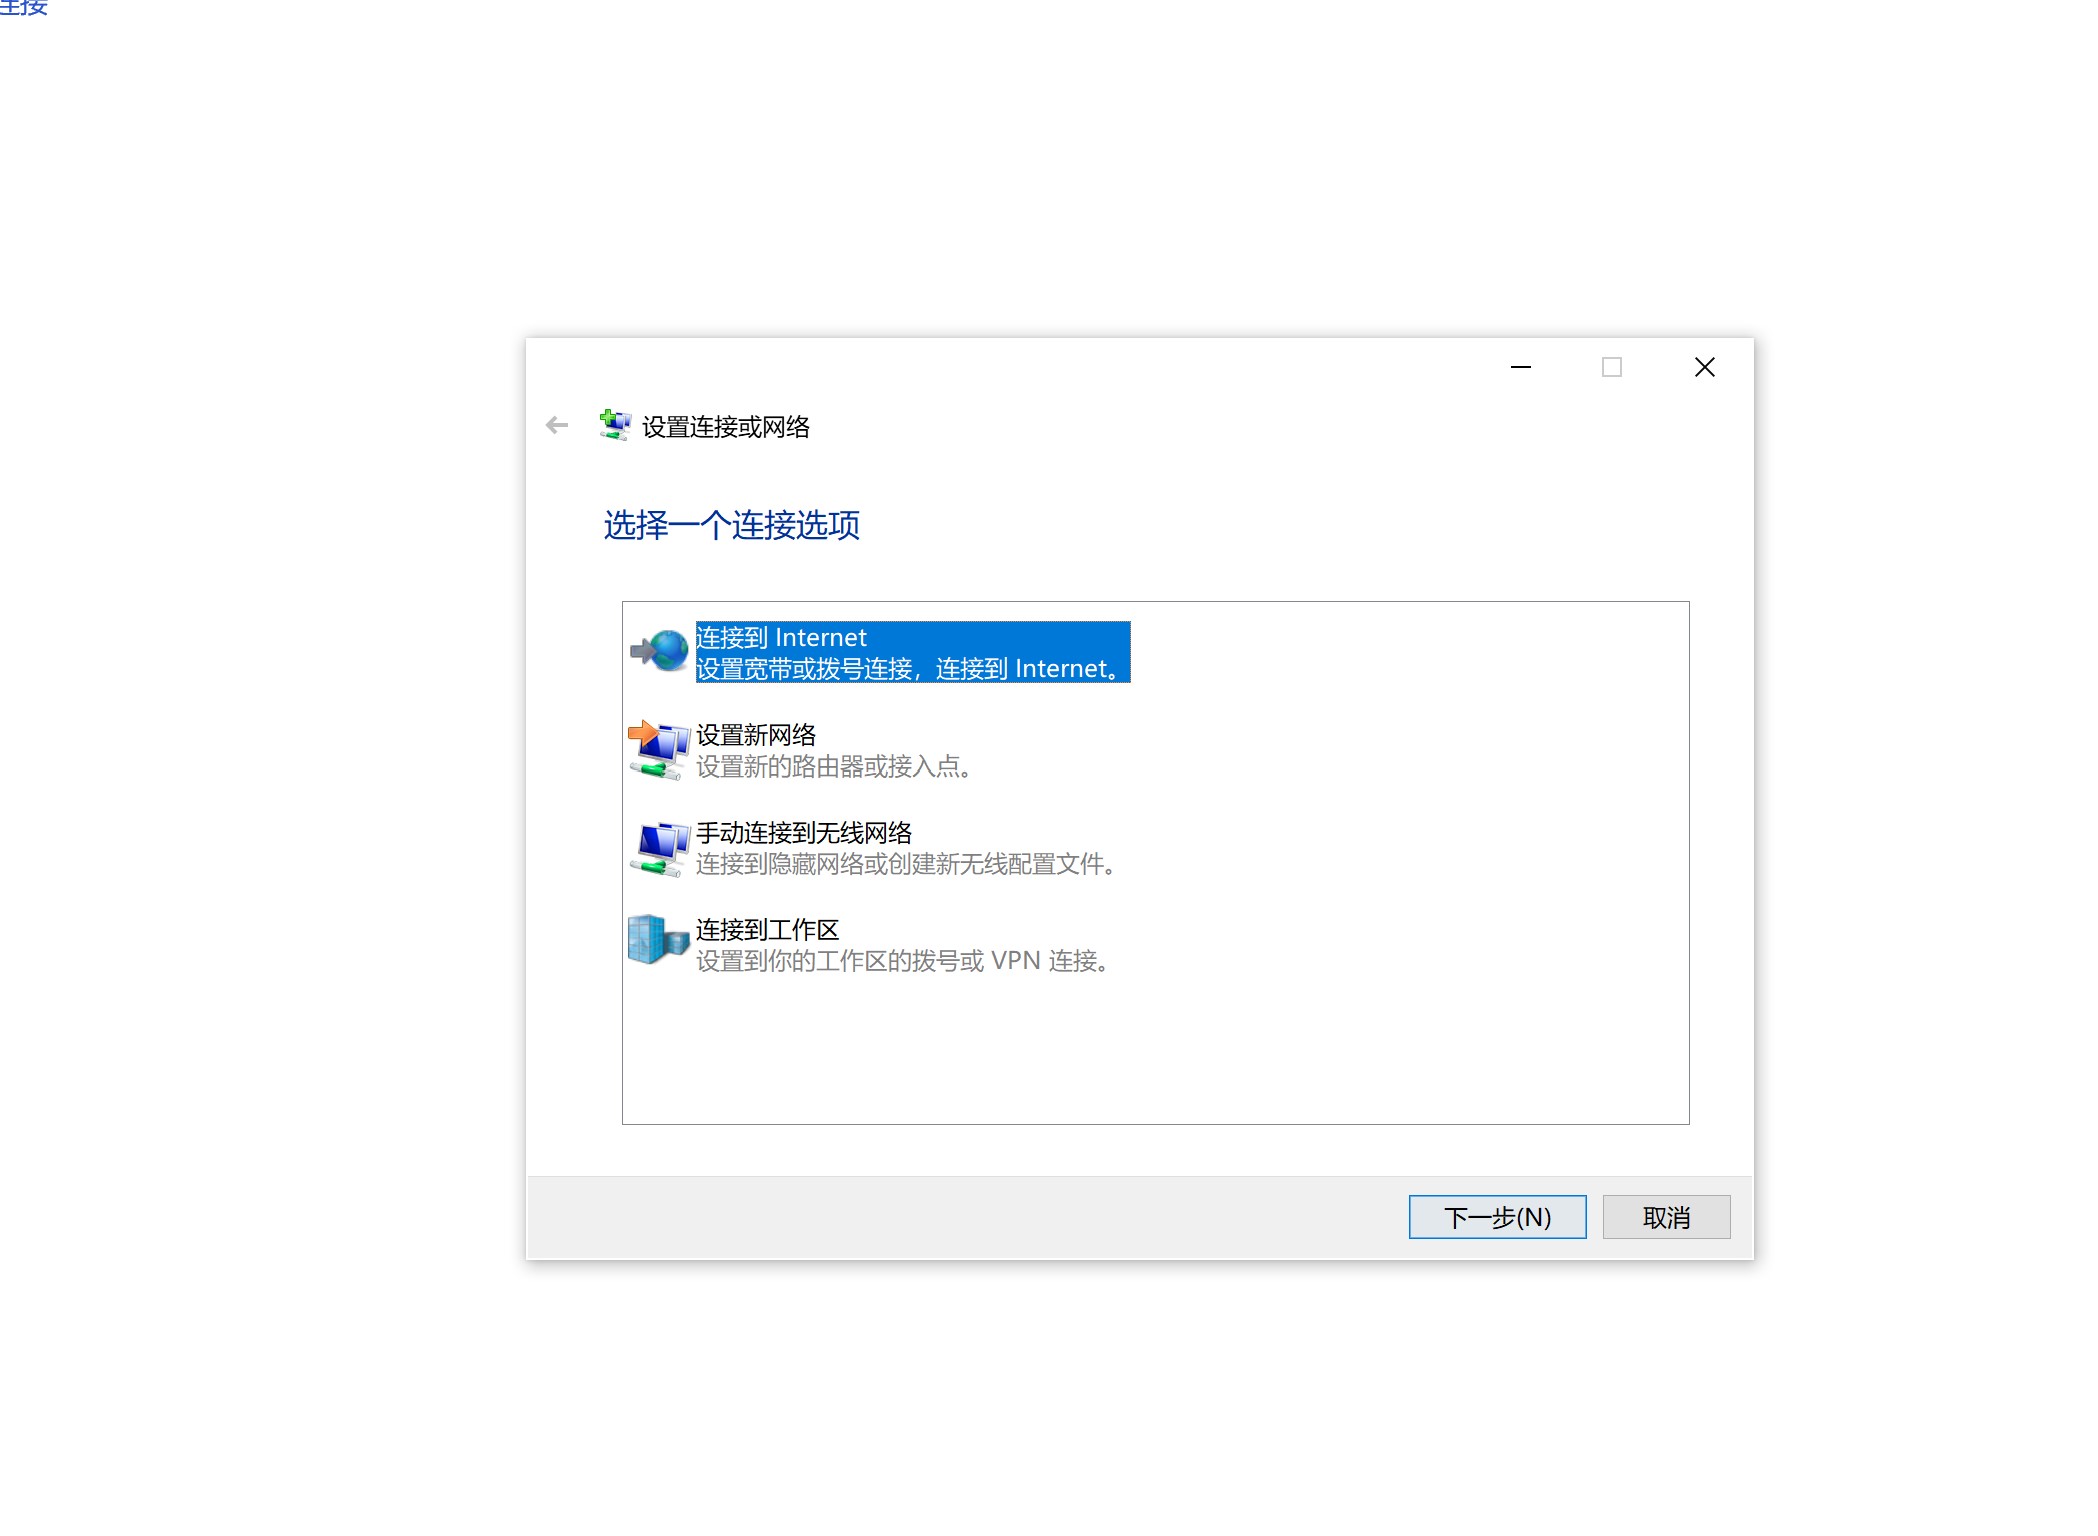 连接
设置连接或网络
选择一个连接选项
连接到 Internet
设置宽带或拨号连接，连接到 Internet。
设置新网络
设置新的路由器或接入点。
手动连接到无线网络
连接到隐藏网络或创建新无线配置文件。
连接到工作区
设置到你的工作区的拨号或 VPN 连接。
下一步(N)
取消